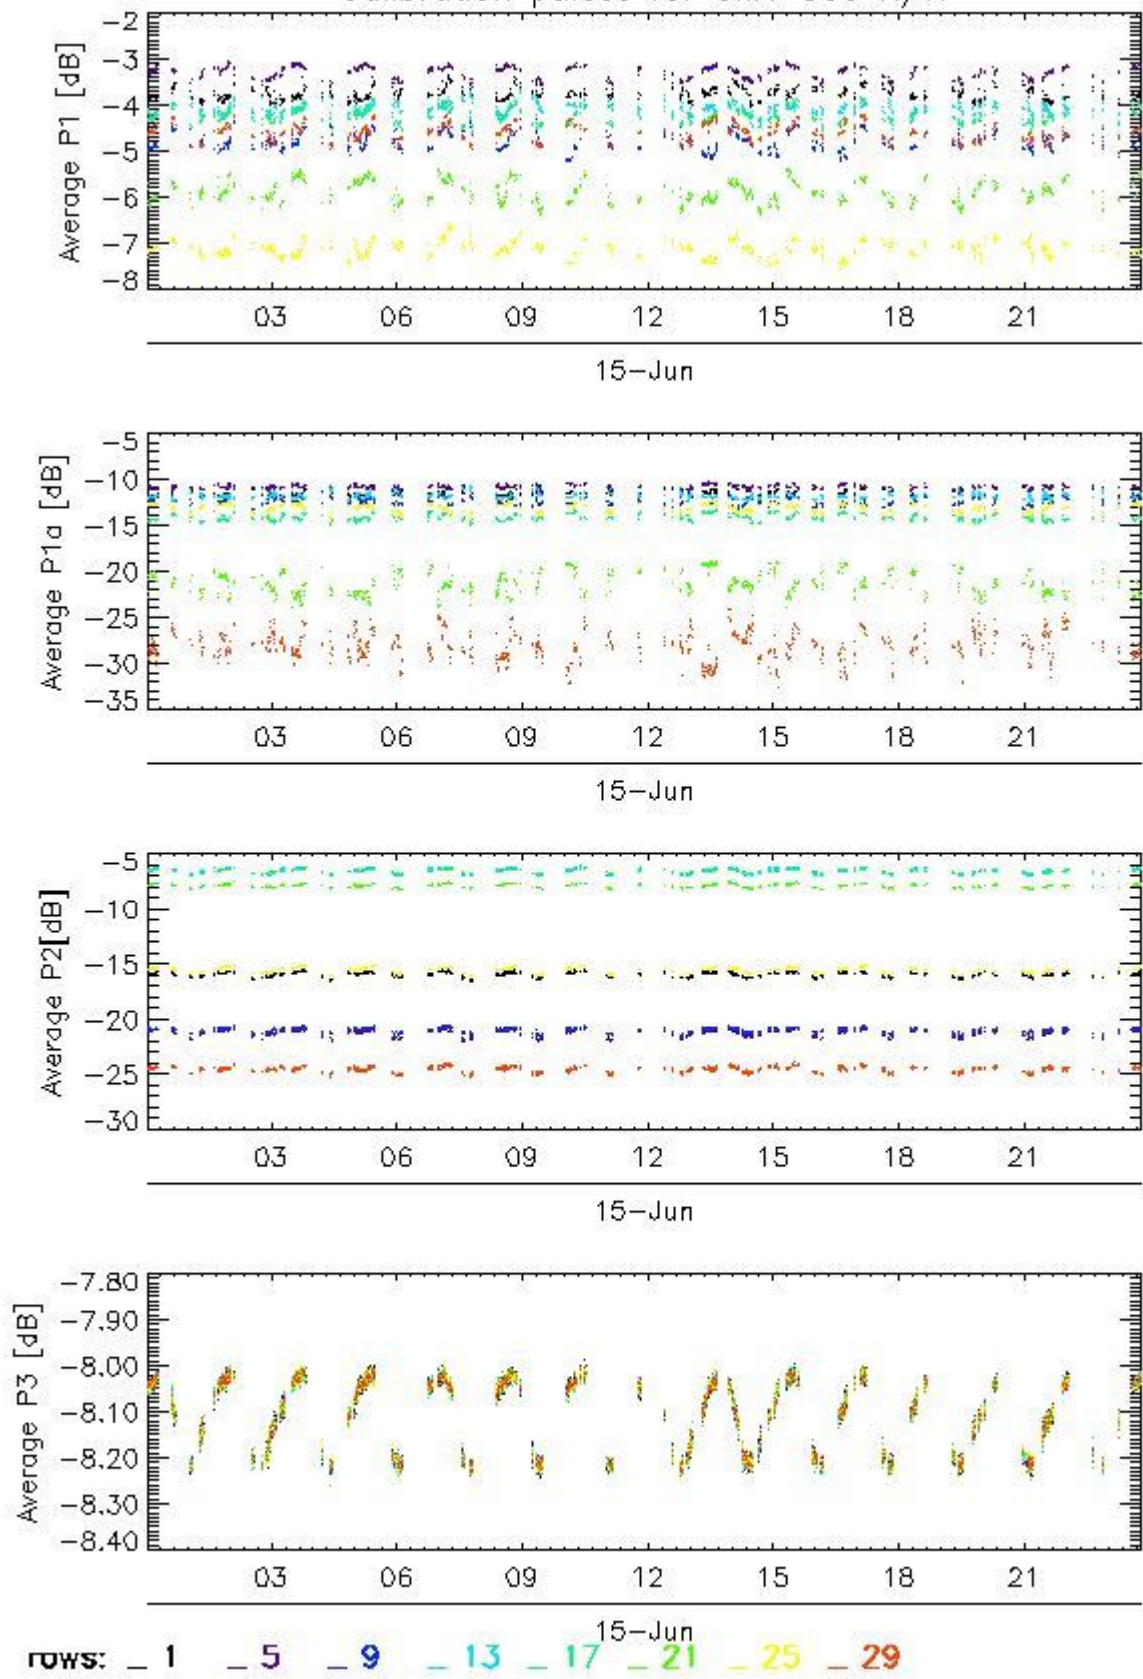 Average P1 [dB]
-2
-3
-4
-5
-6
-7
-8
03 06 09 12 15 18 21
15-Jun
Average P1a [dB]
-5
-10
-15
-20
-25
-30
-35
03 06 09 12 15 18 21
15-Jun
Average P2[dB]
-5
-10
-15
-20
-25
-30
03 06 09 12 15 18 21
15-Jun
Average P3 [dB]
-7.80
-7.90
-8.00
-8.10
-8.20
-8.30
-8.40
03 06 09 12 15 18 21
15-Jun
rows: _ 1 _ 5 _ 9 _ 13 _ 17 _ 21 _ 25 _ 29